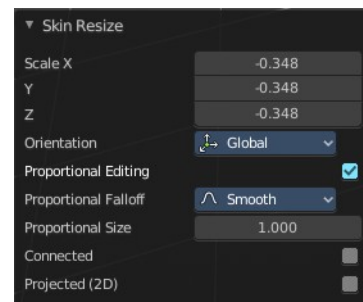 Skin Resize
Scale X -0.348
Y -0.348
Z -0.348
Orientation Global
Proportional Editing
Proportional Falloff Smooth
Proportional Size 1.000
Connected
Projected (2D)